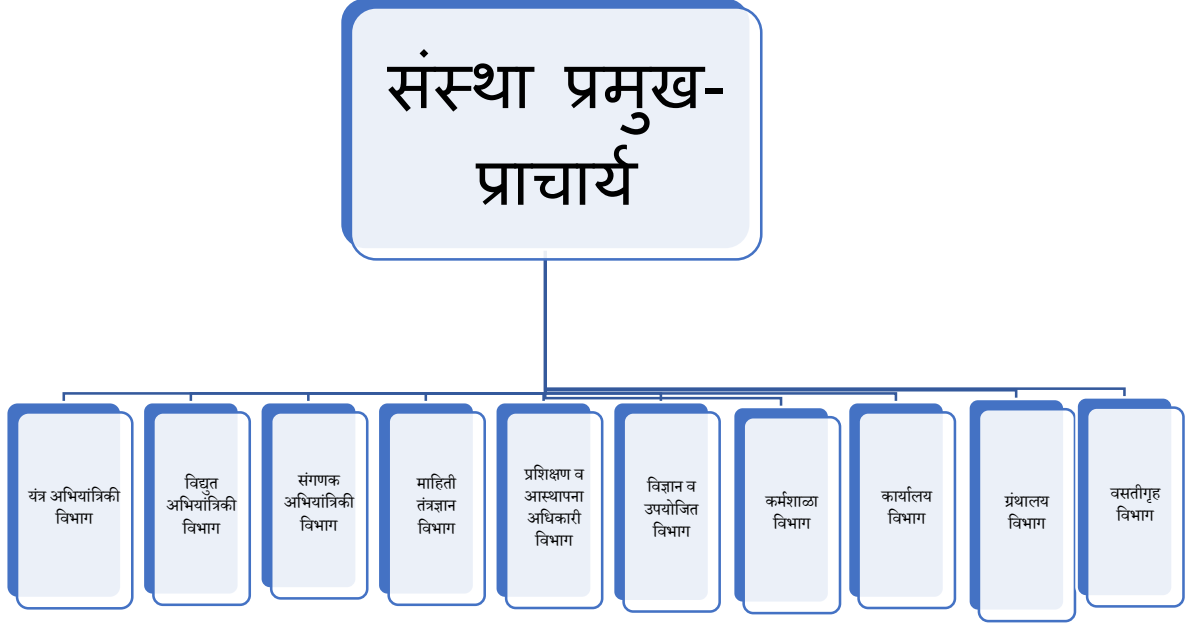 संस्था प्रमुख-
प्राचार्य
यंत्र अभियांत्रिकी
विभाग
विद्युत
अभियांत्रिकी
विभाग
संगणक
अभियांत्रिकी
विभाग
माहिती
तंत्रज्ञान
विभाग
प्रशिक्षण व
आस्थापना
अधिकारी
विभाग
विज्ञान व
उपयोजित
विभाग
कर्मशाळा
विभाग
कार्यालय
विभाग
ग्रंथालय
विभाग
वसतीगृह
विभाग